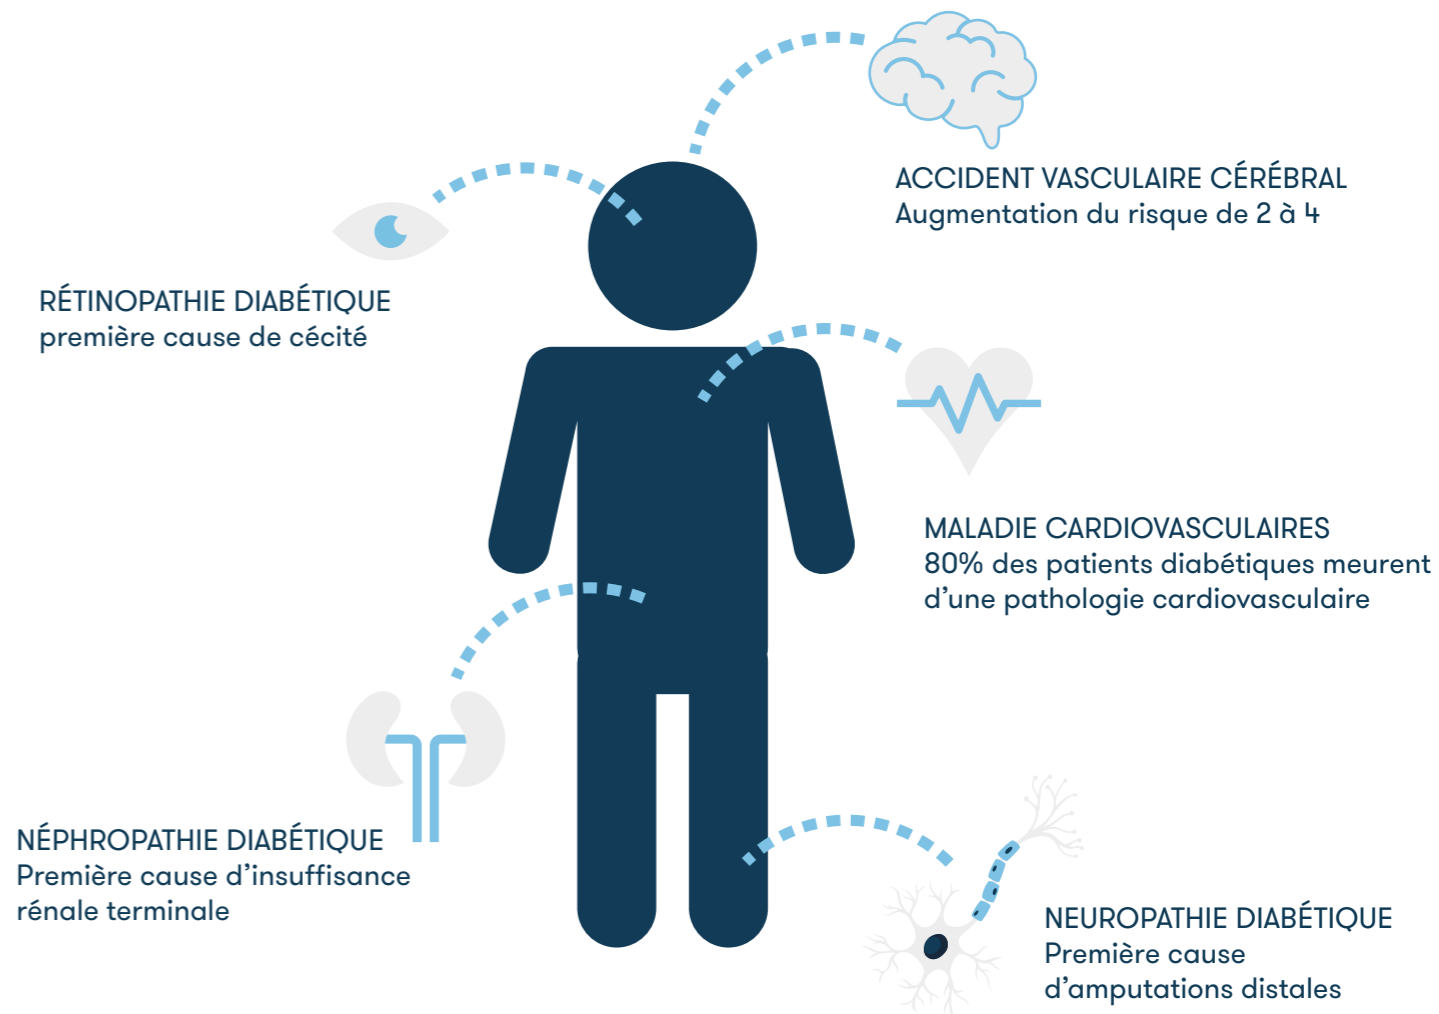 ACCIDENT VASCULAIRE CÉRÉBRAL
Augmentation du risque de 2 à 4
RÉTINOPATHIE DIABÉTIQUE
première cause de cécité
MALADIE CARDIOVASCULAIRES
80% des patients diabétiques meurent
d’une pathologie cardiovasculaire
NÉPHROPATHIE DIABÉTIQUE
Première cause d’insuffisance
rénale terminale
NEUROPATHIE DIABÉTIQUE
Première cause
d’amputations distales